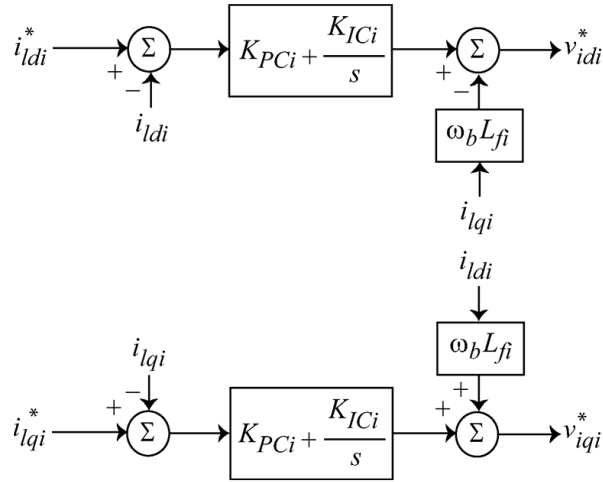 i*ldi + Σ − KPCi + KICi/s + Σ − v*idi
ildi
ωbLfi
ilqi
ildi
ωbLfi
ilqi
i*lqi + − Σ KPCi + KICi/s + + Σ v*iqi